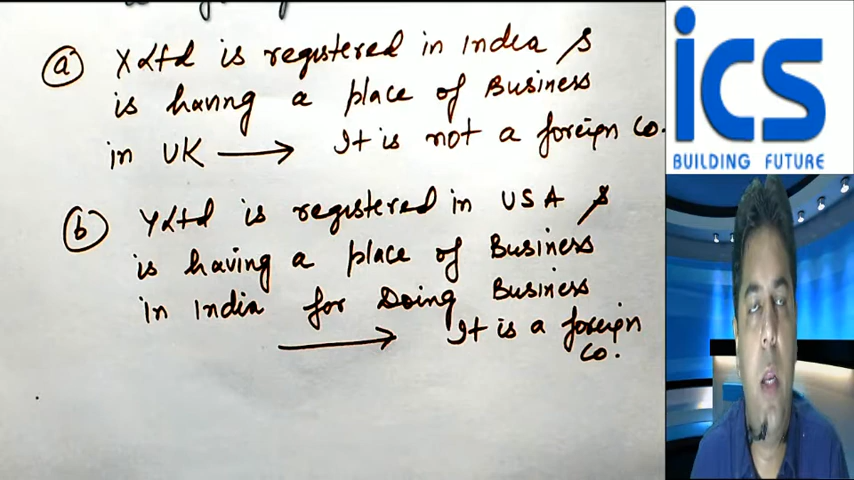 (a) X Ltd is registered in India &
is having a place of Business
in UK → It is not a foreign Co.
(b) Y Ltd is registered in USA &
is having a place of Business
in India for Doing Business
→ It is a foreign
Co.
ics
BUILDING FUTURE